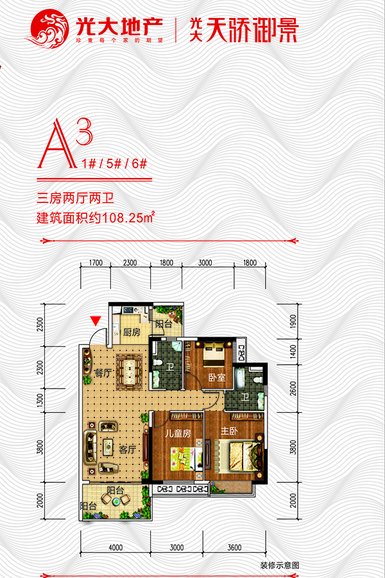 光大地产
珍重每个家的期望
光大
天骄御景
A3
1# / 5# / 6#
三房两厅两卫
建筑面积约108.25㎡
1700 2300 1800 3000 1800
2300 2300 1300 3800 2000
1900 1400 2600 3800 2000
厨房
阳台
餐厅
卫
卧室
卫
儿童房
主卧
客厅
阳台
阳台
4000 3000 3600
装修示意图